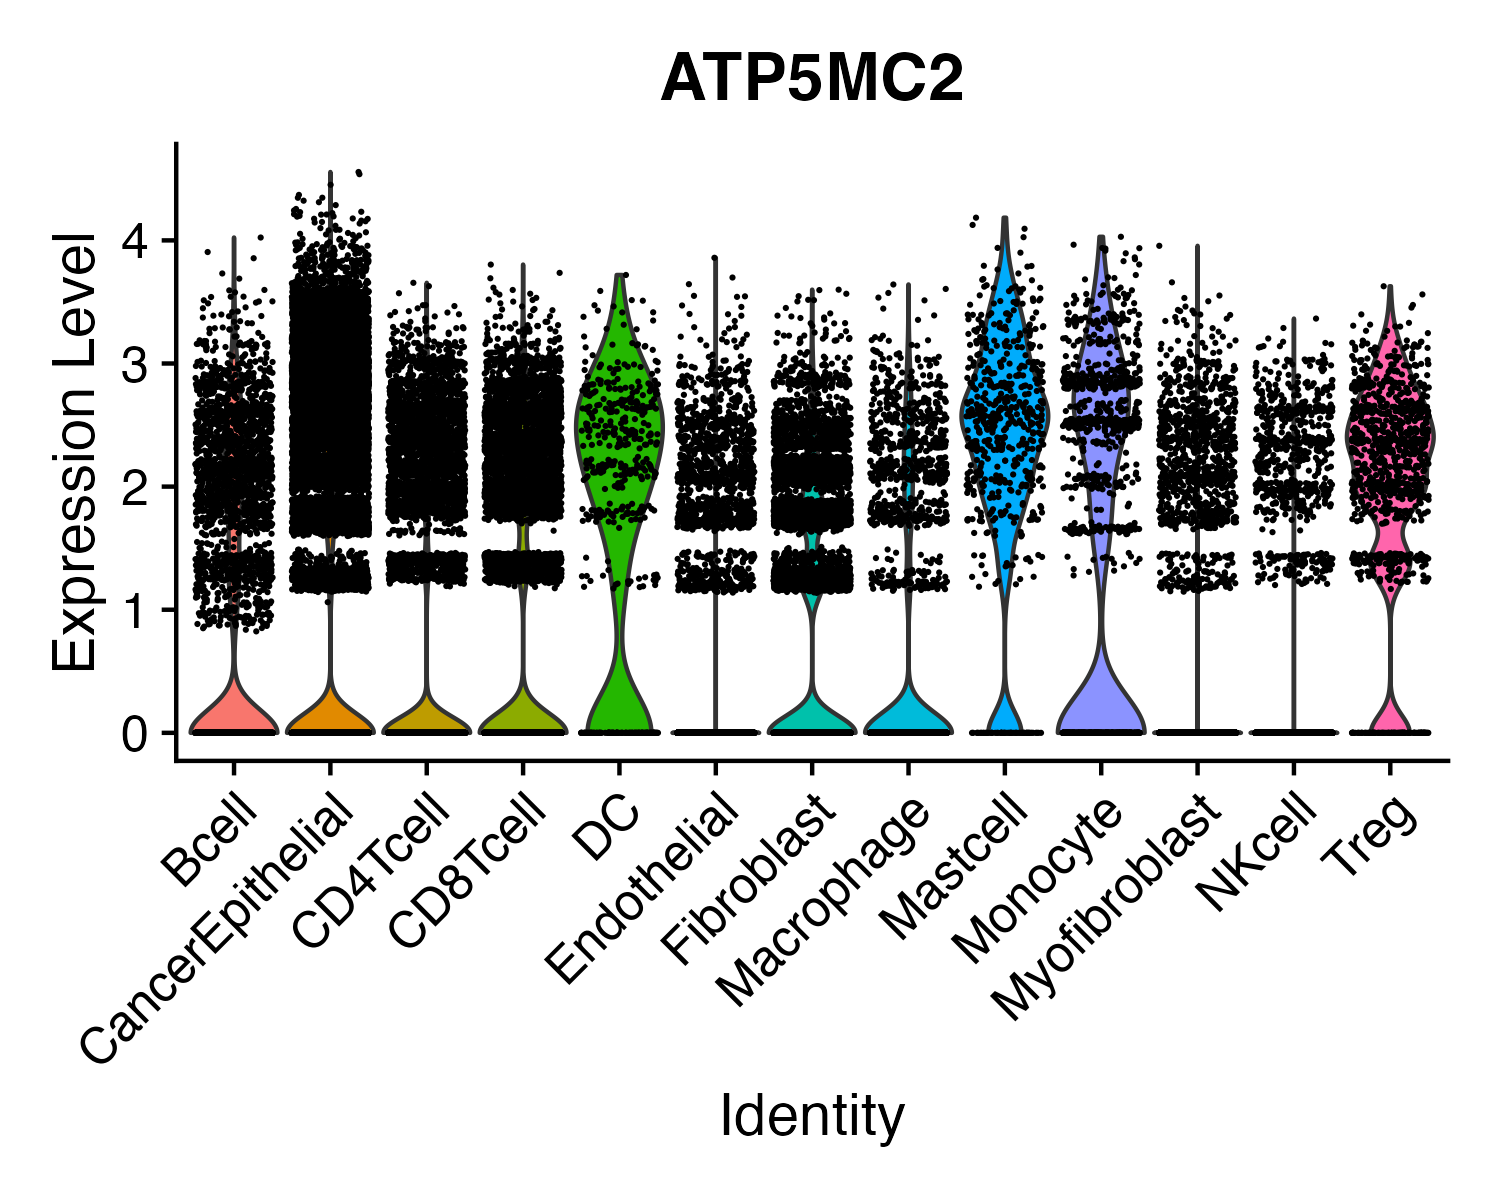 ATP5MC2
Expression Level
4
3
2
1
0
Bcell
CancerEpithelial
CD4Tcell
CD8Tcell
DC
Endothelial
Fibroblast
Macrophage
Mastcell
Monocyte
Myofibroblast
NKcell
Treg
Identity